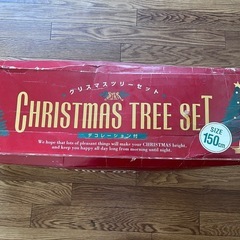 クリスマスツリーセット
CHRISTMAS TREE SET
デコレーション付
We hope that lots of pleasant things will make your CHRISTMAS bright,
and keep you happy all day long from morning until night.
SIZE
150cm